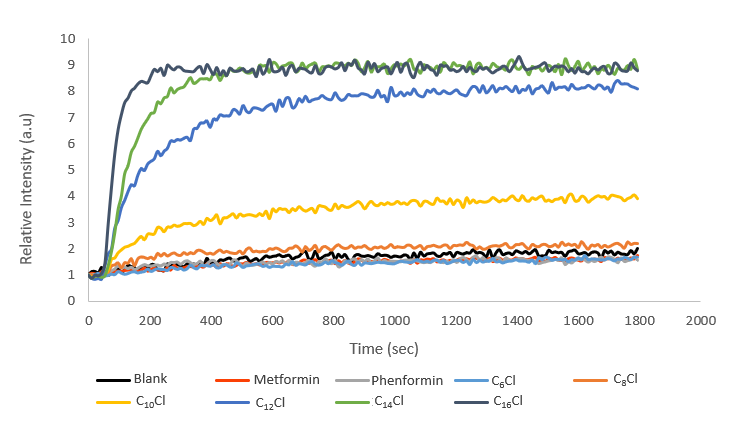 Relative Intensity (a.u)
10
9
8
7
6
5
4
3
2
1
0
0 200 400 600 800 1000 1200 1400 1600 1800 2000
Time (sec)
Blank Metformin Phenformin C₆Cl C₈Cl
C₁₀Cl C₁₂Cl C₁₄Cl C₁₆Cl